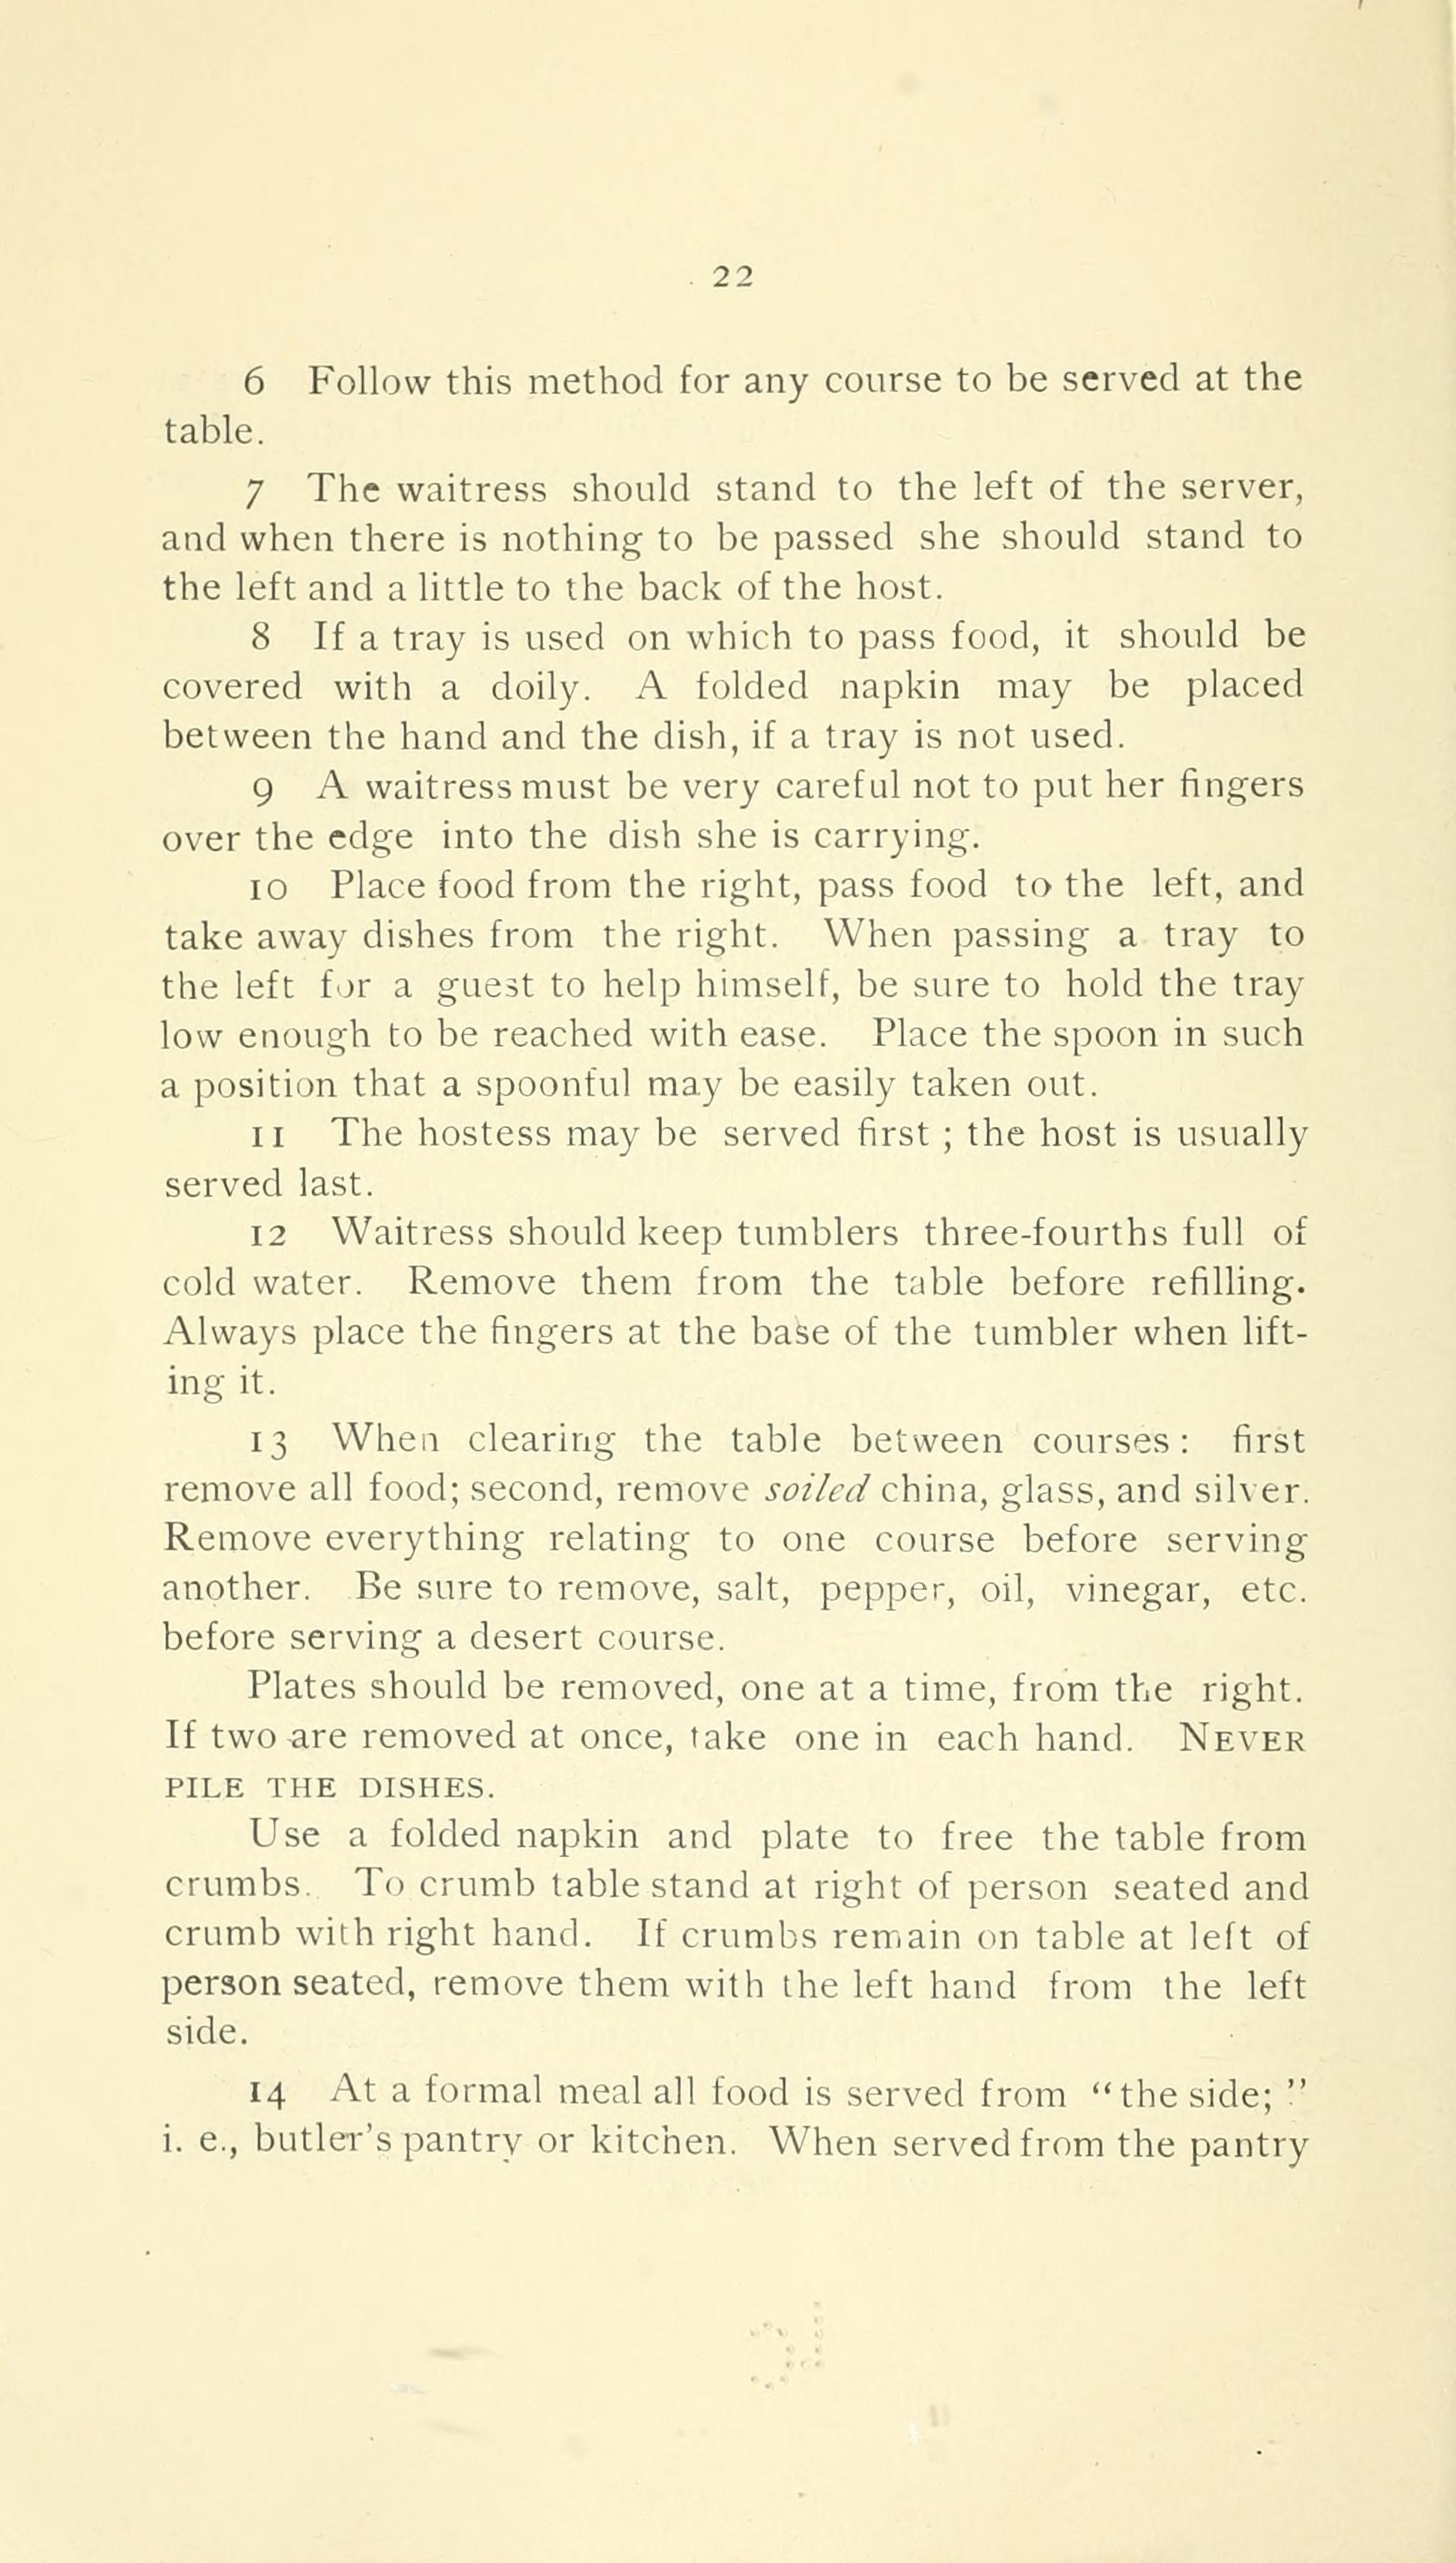 22
6 Follow this method for any course to be served at the
table.
7 The waitress should stand to the left of the server,
and when there is nothing to be passed she should stand to
the left and a little to the back of the host.
8 If a tray is used on which to pass food, it should be
covered with a doily. A folded napkin may be placed
between the hand and the dish, if a tray is not used.
9 A waitress must be very careful not to put her fingers
over the edge into the dish she is carrying.
10 Place food from the right, pass food to the left, and
take away dishes from the right. When passing a tray to
the left for a guest to help himself, be sure to hold the tray
low enough to be reached with ease. Place the spoon in such
a position that a spoonful may be easily taken out.
11 The hostess may be served first ; the host is usually
served last.
12 Waitress should keep tumblers three-fourths full of
cold water. Remove them from the table before refilling.
Always place the fingers at the base of the tumbler when lift-
ing it.
13 When clearing the table between courses : first
remove all food; second, remove soiled china, glass, and silver.
Remove everything relating to one course before serving
another. Be sure to remove, salt, pepper, oil, vinegar, etc.
before serving a desert course.
Plates should be removed, one at a time, from the right.
If two are removed at once, take one in each hand. NEVER
PILE THE DISHES.
Use a folded napkin and plate to free the table from
crumbs. To crumb table stand at right of person seated and
crumb with right hand. If crumbs remain on table at left of
person seated, remove them with the left hand from the left
side.
14 At a formal meal all food is served from “the side; ”
i. e., butler's pantry or kitchen. When served from the pantry